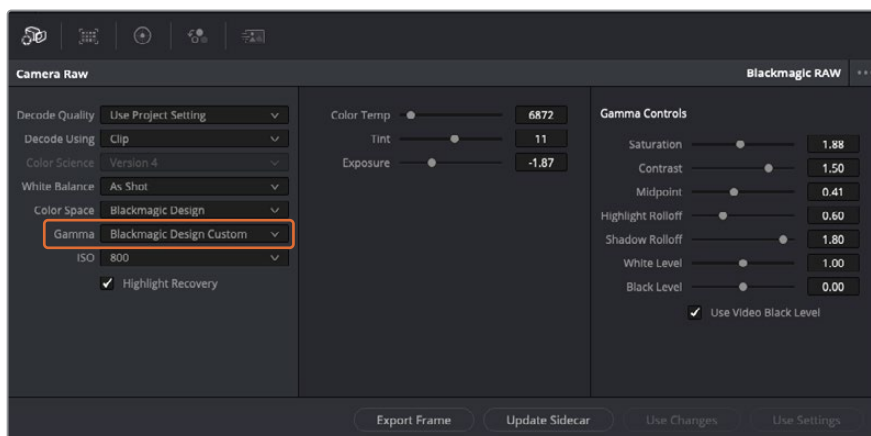 Camera Raw
Blackmagic RAW
Decode Quality Use Project Setting
Decode Using Clip
Color Science Version 4
White Balance As Shot
Color Space Blackmagic Design
Gamma Blackmagic Design Custom
ISO 800
Highlight Recovery
Color Temp 6872
Tint 11
Exposure -1.87
Gamma Controls
Saturation 1.88
Contrast 1.50
Midpoint 0.41
Highlight Rolloff 0.60
Shadow Rolloff 1.80
White Level 1.00
Black Level 0.00
Use Video Black Level
Export Frame
Update Sidecar
Use Changes
Use Settings